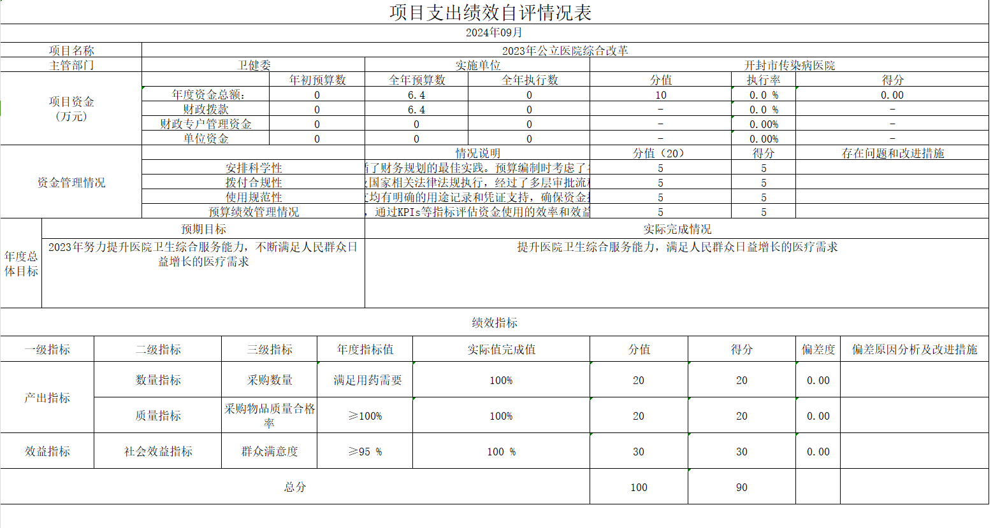 项目支出绩效自评情况表
2024年09月
项目名称 2023年公立医院综合改革
主管部门 卫健委 实施单位 开封市传染病医院
项目资金
(万元)
年初预算数 全年预算数 全年执行数 分值 执行率 得分
年度资金总额: 0 6.4 0 10 0.0 % 0.00
财政拨款 0 6.4 0 - 0.0 % -
财政专户管理资金 0 0 0 - 0.00% -
单位资金 0 0 0 - 0.00% -
资金管理情况
情况说明 分值（20） 得分 存在问题和改进措施
安排科学性 循了财务规划的最佳实践。预算编制时考虑了 5 5
拨付合规性 国家相关法律法规执行，经过了多层审批流 5 5
使用规范性 均有明确的用途记录和凭证支持，确保资金 5 5
预算绩效管理情况 ，通过KPIs等指标评估资金使用的效率和效益 5 5
年度总
体目标
预期目标 实际完成情况
2023年努力提升医院卫生综合服务能力，不断满足人民群众日
益增长的医疗需求
提升医院卫生综合服务能力，满足人民群众日益增长的医疗需求
绩效指标
一级指标 二级指标 三级指标 年度指标值 实际值完成值 分值 得分 偏差度 偏差原因分析及改进措施
产出指标
数量指标 采购数量 满足用药需要 100% 20 20 0.00
质量指标 采购物品质量合格
率 ≥100% 100% 20 20 0.00
效益指标 社会效益指标 群众满意度 ≥95 % 100 % 30 30 0.00
总分 100 90